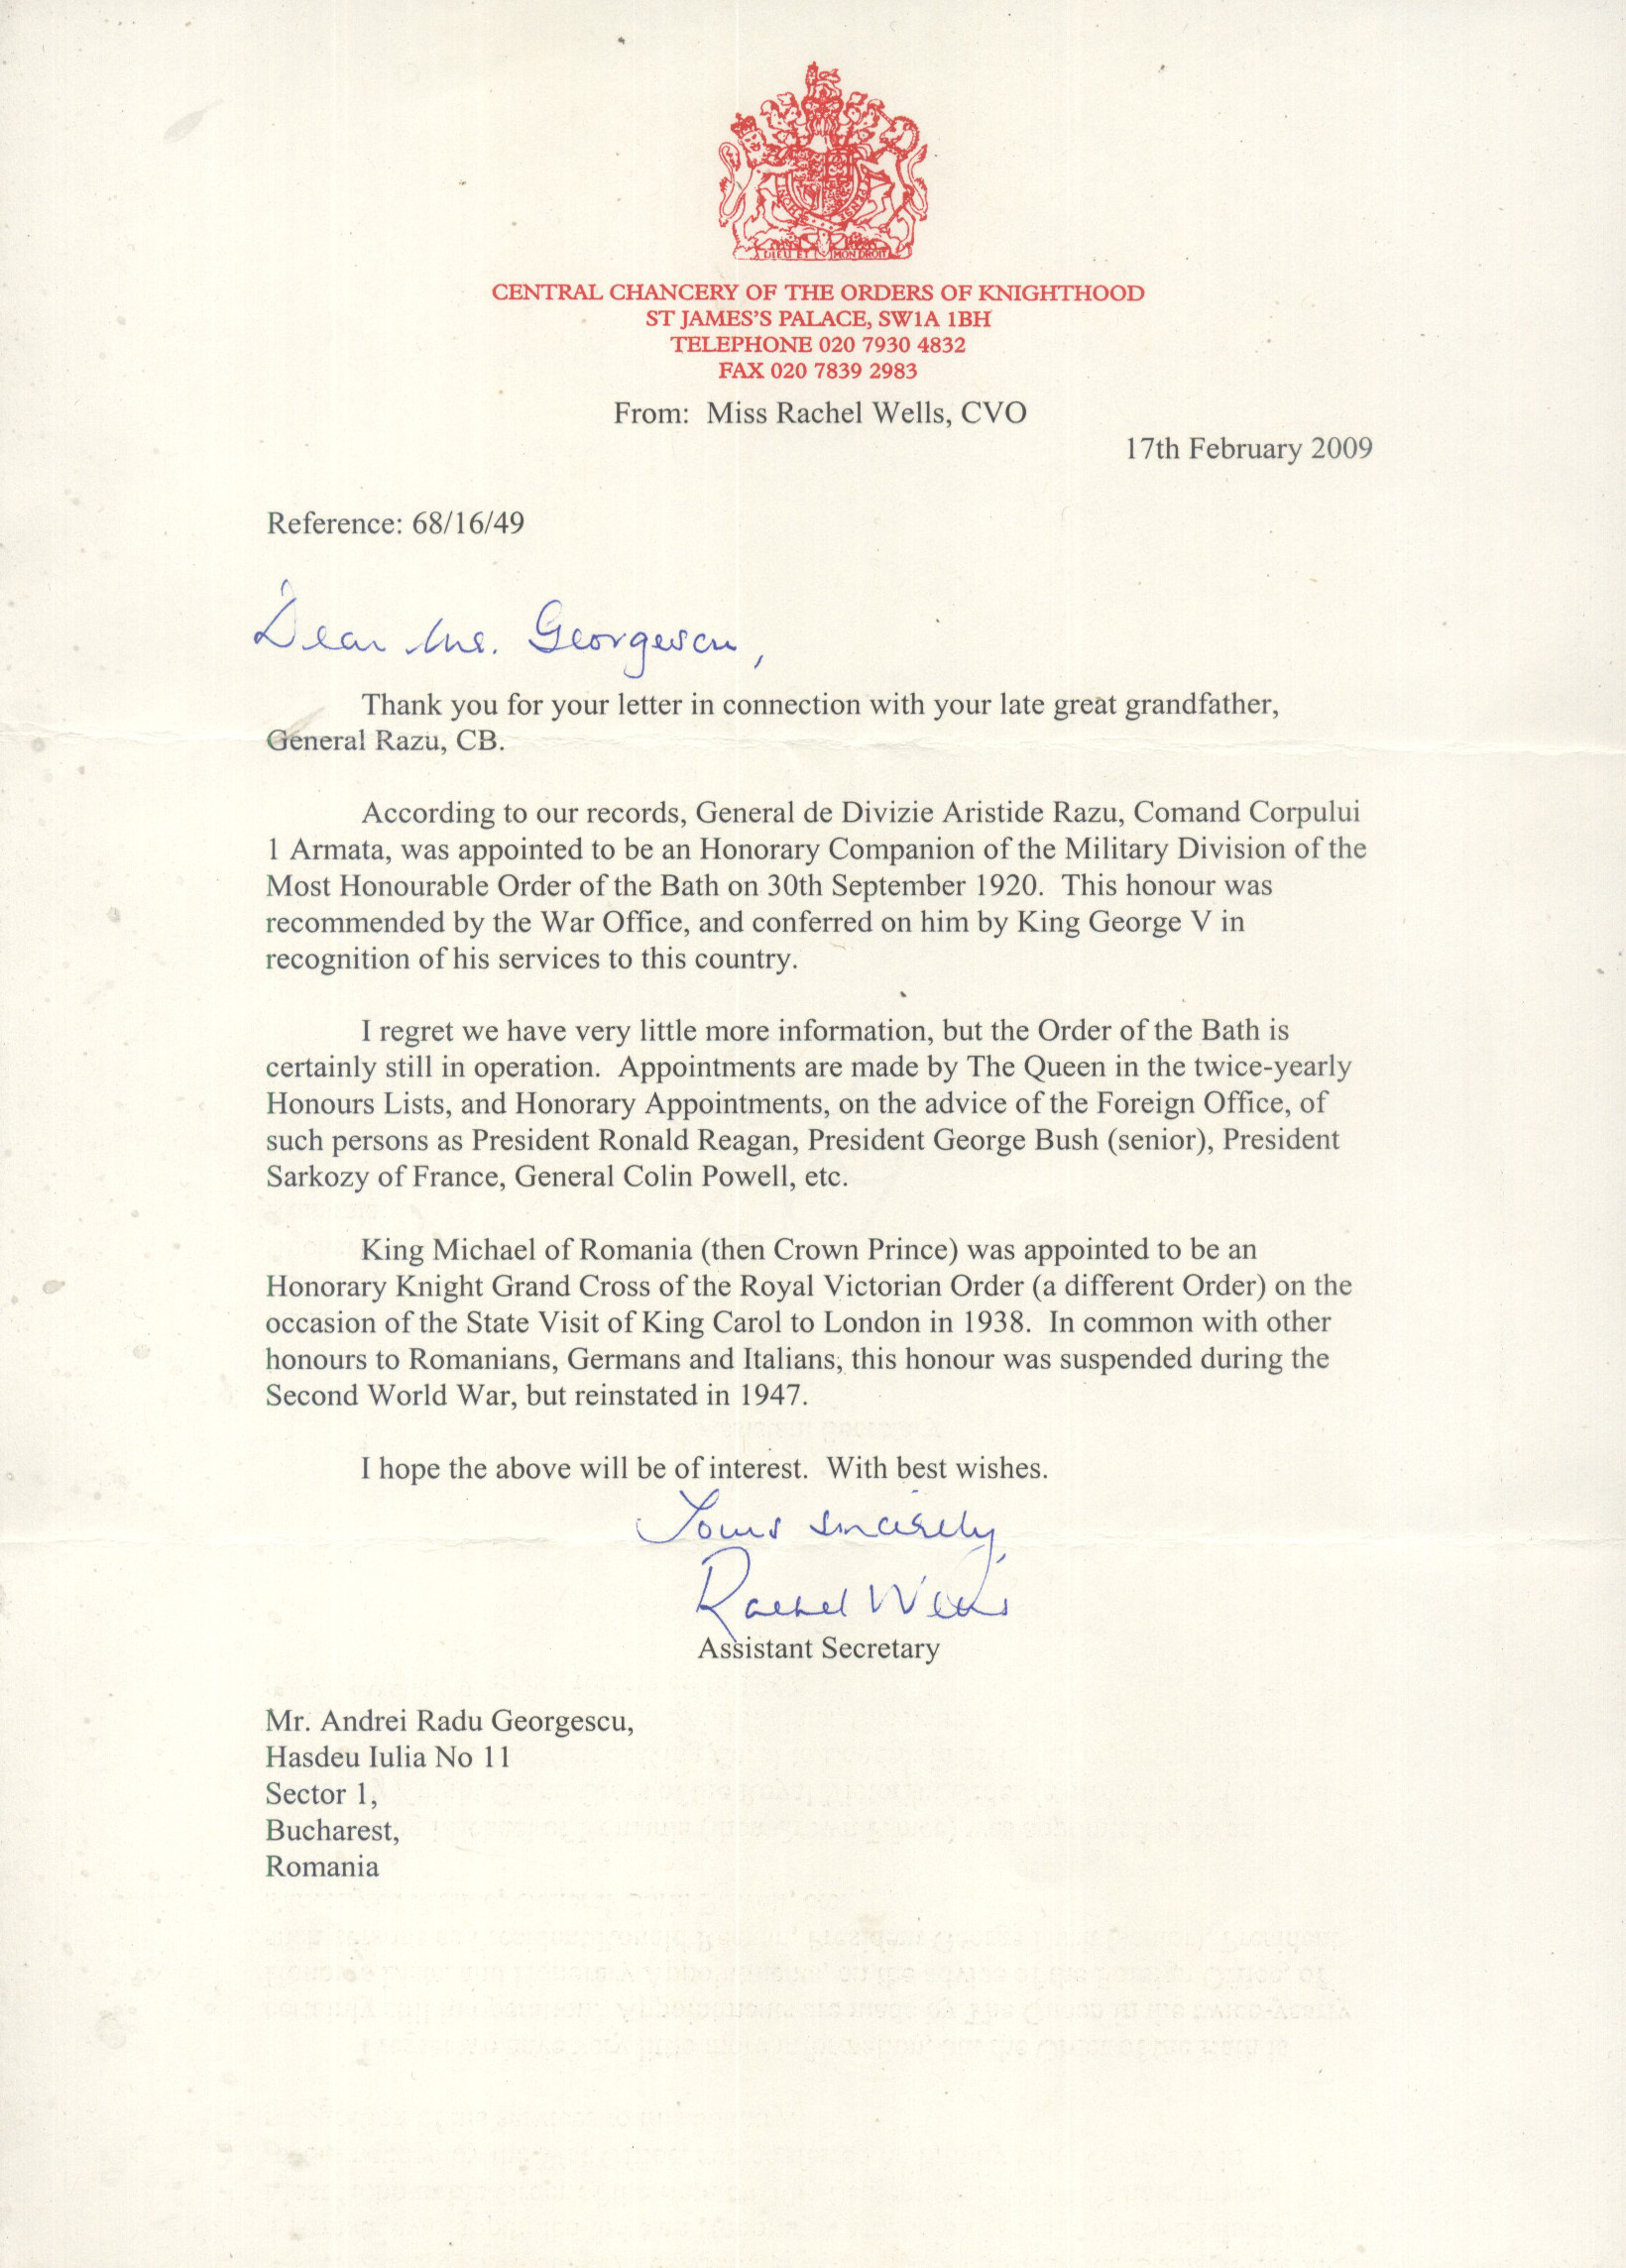 DIEU ET MON DROIT
CENTRAL CHANCERY OF THE ORDERS OF KNIGHTHOOD
ST JAMES'S PALACE, SW1A 1BH
TELEPHONE 020 7930 4832
FAX 020 7839 2983
From: Miss Rachel Wells, CVO
17th February 2009
Reference: 68/16/49
Dear Mr. Georgescu,
Thank you for your letter in connection with your late great grandfather,
General Razu, CB.
According to our records, General de Divizie Aristide Razu, Comand Corpului
1 Armata, was appointed to be an Honorary Companion of the Military Division of the
Most Honourable Order of the Bath on 30th September 1920. This honour was
recommended by the War Office, and conferred on him by King George V in
recognition of his services to this country.
I regret we have very little more information, but the Order of the Bath is
certainly still in operation. Appointments are made by The Queen in the twice-yearly
Honours Lists, and Honorary Appointments, on the advice of the Foreign Office, of
such persons as President Ronald Reagan, President George Bush (senior), President
Sarkozy of France, General Colin Powell, etc.
King Michael of Romania (then Crown Prince) was appointed to be an
Honorary Knight Grand Cross of the Royal Victorian Order (a different Order) on the
occasion of the State Visit of King Carol to London in 1938. In common with other
honours to Romanians, Germans and Italians, this honour was suspended during the
Second World War, but reinstated in 1947.
I hope the above will be of interest. With best wishes.
Yours sincerely,
Rachel Wells
Assistant Secretary
Mr. Andrei Radu Georgescu,
Hasdeu Iulia No 11
Sector 1,
Bucharest,
Romania